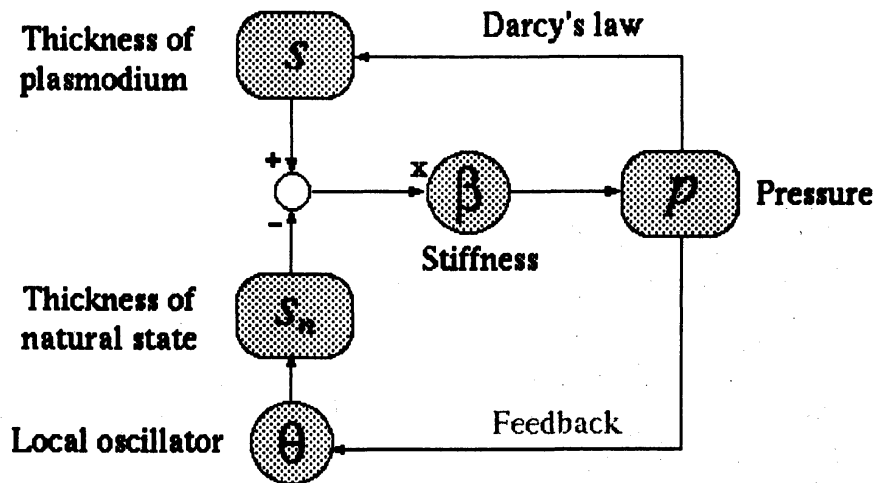 Thickness of
plasmodium
s
Darcy's law
+
x
β
p
Pressure
-
Stiffness
Thickness of
natural state
sₙ
Local oscillator
θ
Feedback